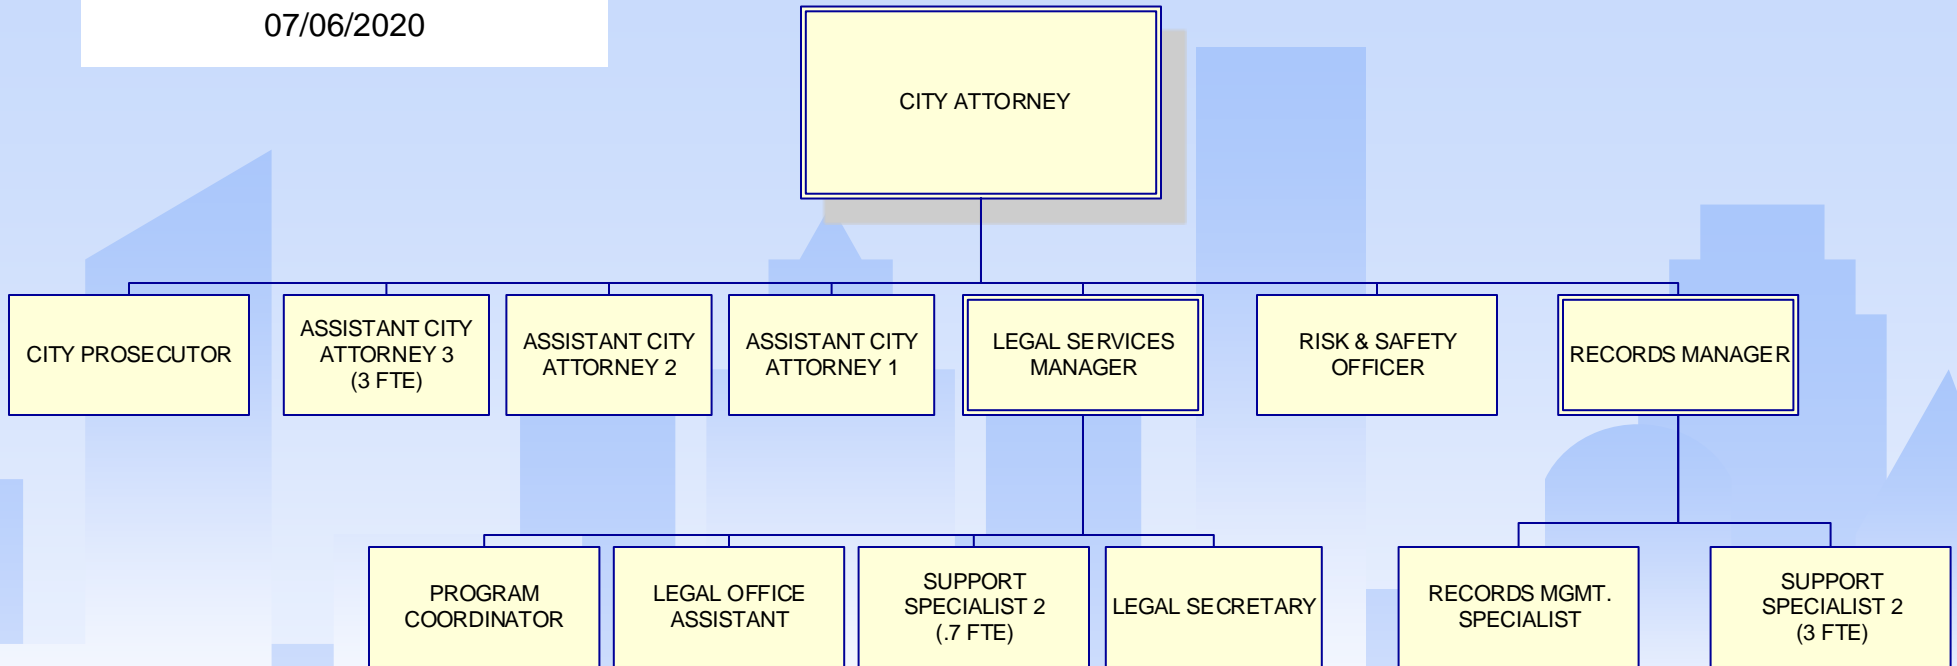 07/06/2020
CITY ATTORNEY
CITY PROSECUTOR
ASSISTANT CITY
ATTORNEY 3
(3 FTE)
ASSISTANT CITY
ATTORNEY 2
ASSISTANT CITY
ATTORNEY 1
LEGAL SERVICES
MANAGER
RISK & SAFETY
OFFICER
RECORDS MANAGER
PROGRAM
COORDINATOR
LEGAL OFFICE
ASSISTANT
SUPPORT
SPECIALIST 2
(.7 FTE)
LEGAL SECRETARY
RECORDS MGMT.
SPECIALIST
SUPPORT
SPECIALIST 2
(3 FTE)